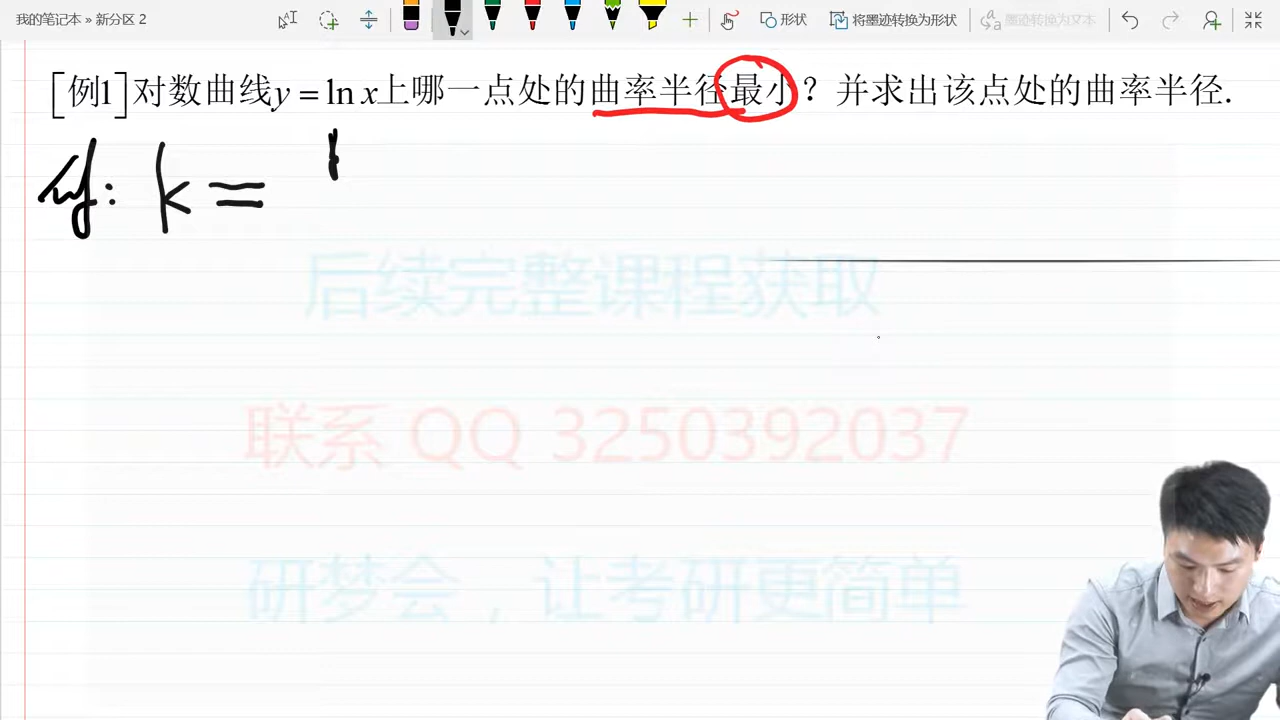 我的笔记本 » 新分区 2
形状
将墨迹转换为形状
墨迹转换为文本
[例1]对数曲线y = ln x上哪一点处的曲率半径最小？并求出该点处的曲率半径.
k =
后续完整课程获取
联系 QQ 3250392037
研梦会，让考研更简单